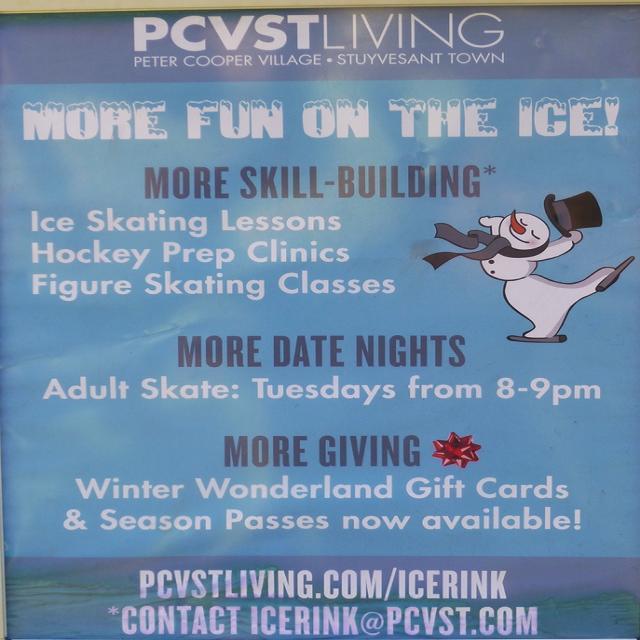 PCVSTLIVING
PETER COOPER VILLAGE • STUYVESANT TOWN
MORE FUN ON THE ICE!
MORE SKILL-BUILDING*
Ice Skating Lessons
Hockey Prep Clinics
Figure Skating Classes
MORE DATE NIGHTS
Adult Skate: Tuesdays from 8-9pm
MORE GIVING
Winter Wonderland Gift Cards
& Season Passes now available!
PCVSTLIVING.COM/ICERINK
*CONTACT ICERINK@PCVST.COM